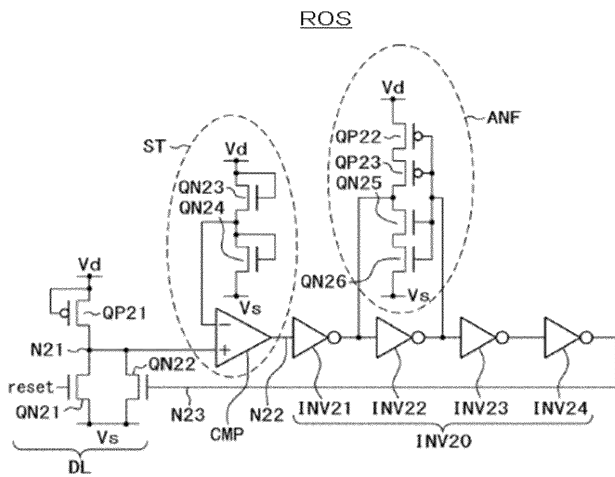 ROS
Vd
ANF
ST
QP22
Vd
QP23
QN23
QN25
QN24
Vd
QN26
Vs
Vs
QP21
−
+
N21
QN22
reset
QN21
N23
N22
INV21
INV22
INV23
INV24
Vs
CMP
INV20
DL